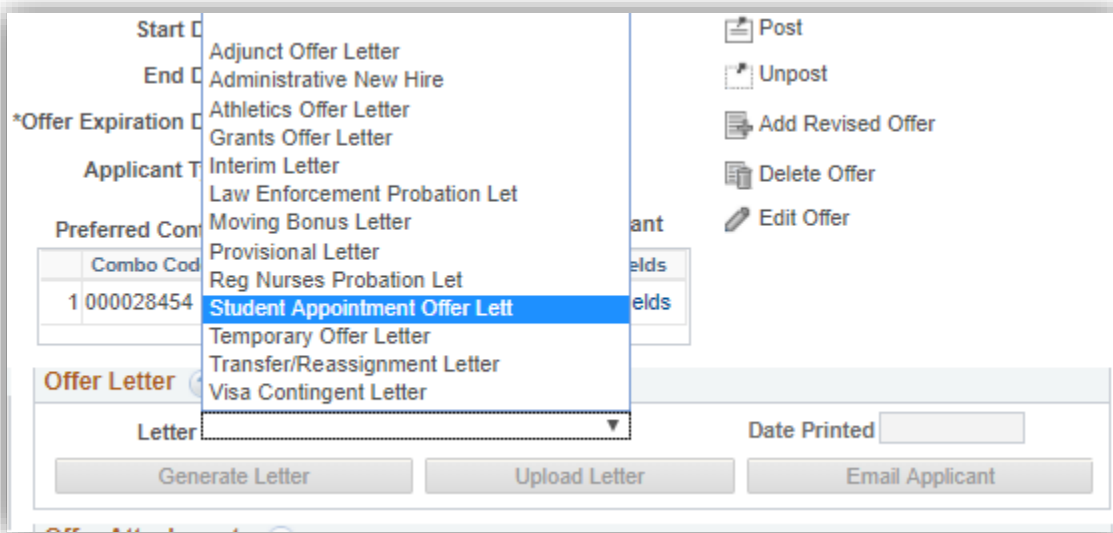 Start D
Adjunct Offer Letter
Post
End D
Administrative New Hire
Unpost
*Offer Expiration D
Athletics Offer Letter
Grants Offer Letter
Add Revised Offer
Applicant T
Interim Letter
Delete Offer
Law Enforcement Probation Let
Preferred Cont
Moving Bonus Letter
ant
Edit Offer
Provisional Letter
Combo Cod
elds
Reg Nurses Probation Let
1 000028454
Student Appointment Offer Lett
elds
Temporary Offer Letter
Transfer/Reassignment Letter
Offer Letter
Visa Contingent Letter
Letter
Date Printed
Generate Letter
Upload Letter
Email Applicant